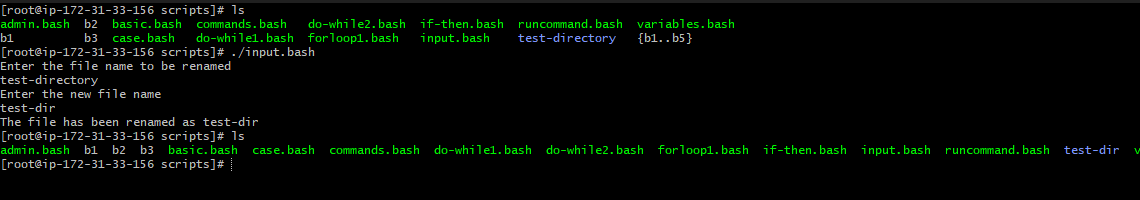 [root@ip-172-31-33-156 scripts]# ls
admin.bash  b2  basic.bash  commands.bash  do-while2.bash  if-then.bash  runcommand.bash  variables.bash
b1          b3  case.bash  do-while1.bash  forloop1.bash  input.bash    test-directory  {b1..b5}
[root@ip-172-31-33-156 scripts]# ./input.bash
Enter the file name to be renamed
test-directory
Enter the new file name
test-dir
The file has been renamed as test-dir
[root@ip-172-31-33-156 scripts]# ls
admin.bash  b1  b2  b3  basic.bash  case.bash  commands.bash  do-while1.bash  do-while2.bash  forloop1.bash  if-then.bash  input.bash  runcommand.bash  test-dir  v
[root@ip-172-31-33-156 scripts]#